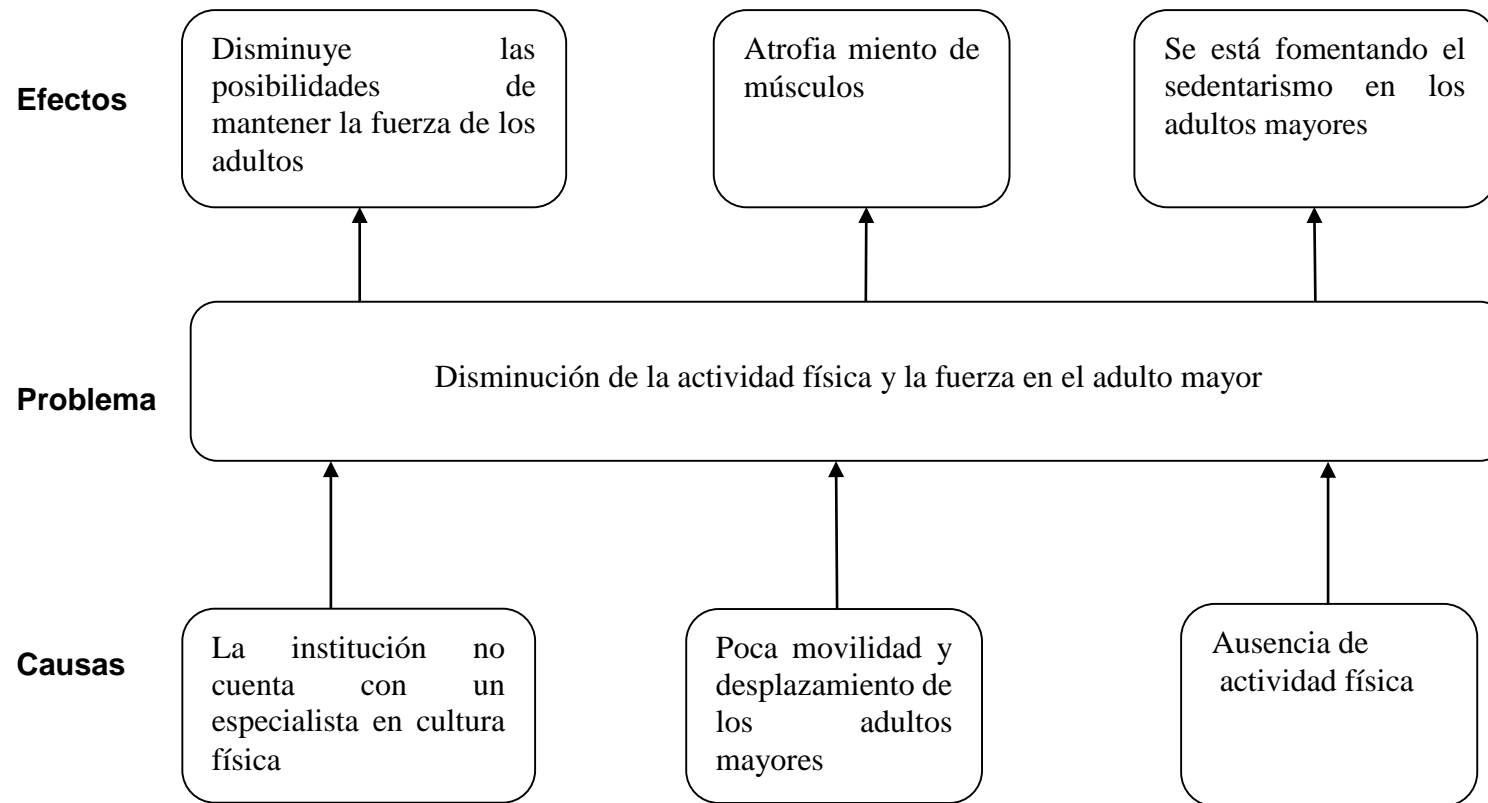 Efectos
Disminuye las
posibilidades de
mantener la fuerza de los
adultos
Atrofia miento de
músculos
Se está fomentando el
sedentarismo en los
adultos mayores
Problema
Disminución de la actividad física y la fuerza en el adulto mayor
Causas
La institución no
cuenta con un
especialista en cultura
física
Poca movilidad y
desplazamiento de
los adultos
mayores
Ausencia de
actividad física